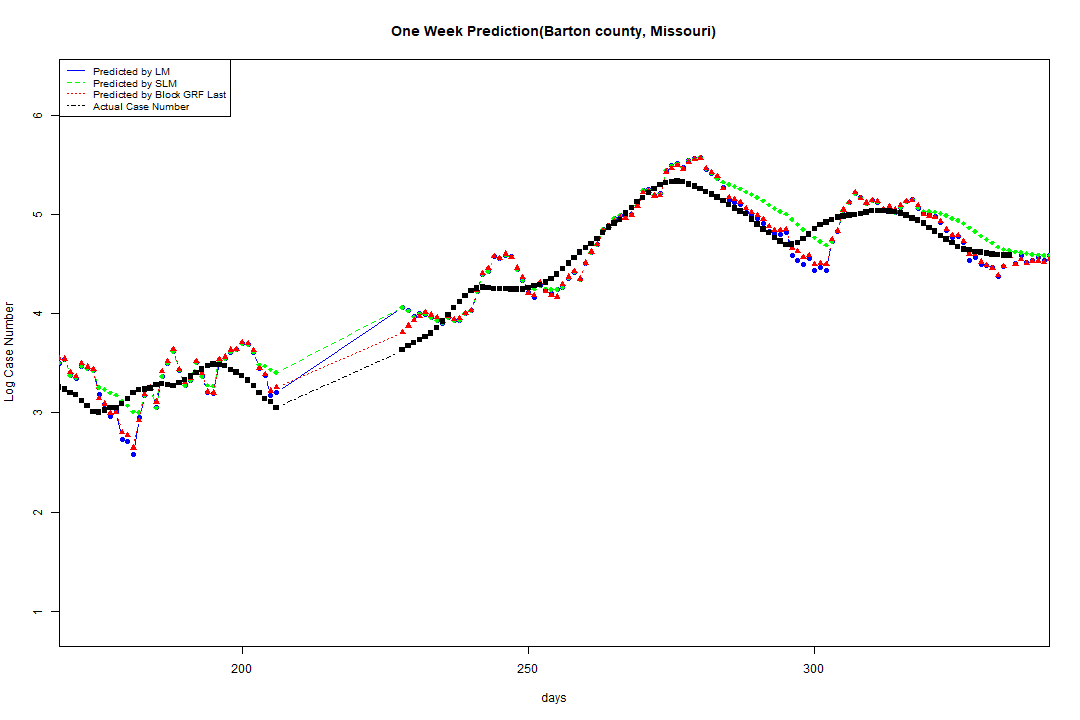 One Week Prediction(Barton county, Missouri)
Predicted by LM
Predicted by SLM
Predicted by Block GRF Last
Actual Case Number
Log Case Number
6
5
4
3
2
1
200
250
300
days